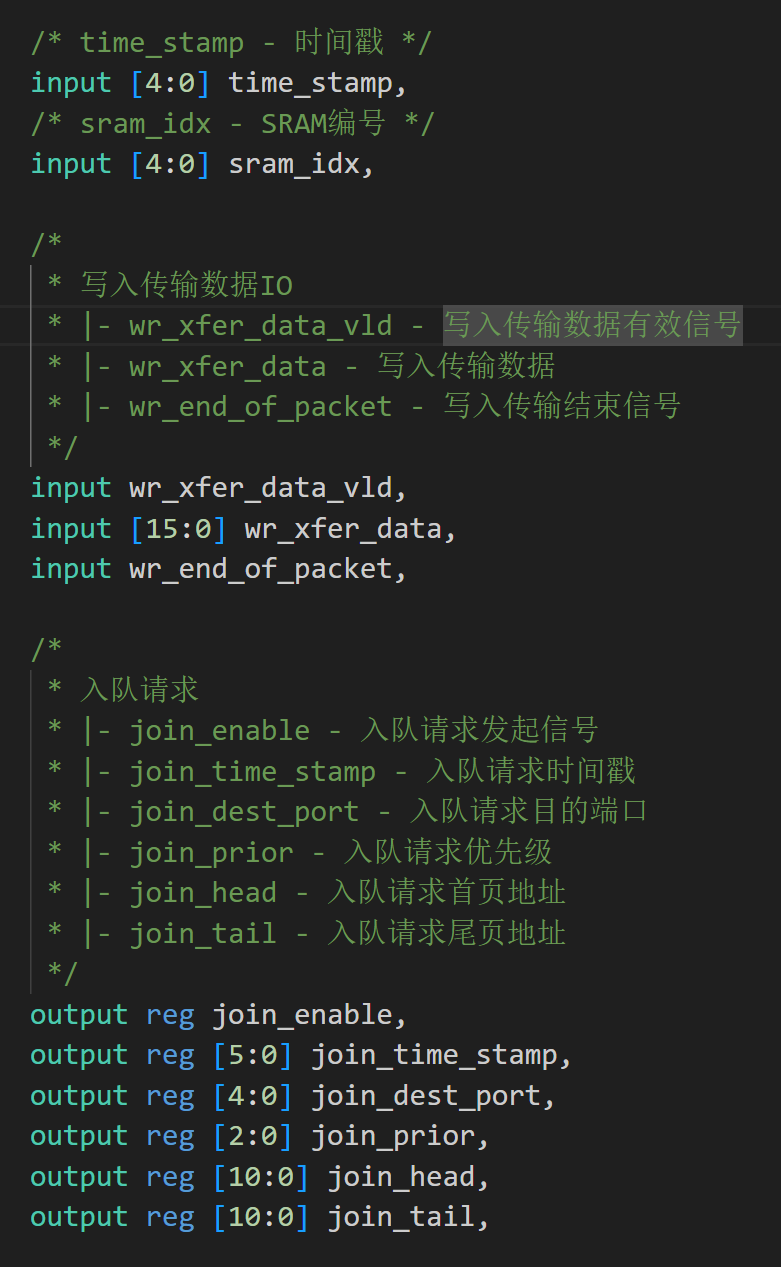 /* time_stamp - 时间戳 */
input [4:0] time_stamp,
/* sram_idx - SRAM编号 */
input [4:0] sram_idx,
/*
* 写入传输数据IO
* |- wr_xfer_data_vld - 写入传输数据有效信号
* |- wr_xfer_data - 写入传输数据
* |- wr_end_of_packet - 写入传输结束信号
*/
input wr_xfer_data_vld,
input [15:0] wr_xfer_data,
input wr_end_of_packet,
/*
* 入队请求
* |- join_enable - 入队请求发起信号
* |- join_time_stamp - 入队请求时间戳
* |- join_dest_port - 入队请求目的端口
* |- join_prior - 入队请求优先级
* |- join_head - 入队请求首页地址
* |- join_tail - 入队请求尾页地址
*/
output reg join_enable,
output reg [5:0] join_time_stamp,
output reg [4:0] join_dest_port,
output reg [2:0] join_prior,
output reg [10:0] join_head,
output reg [10:0] join_tail,